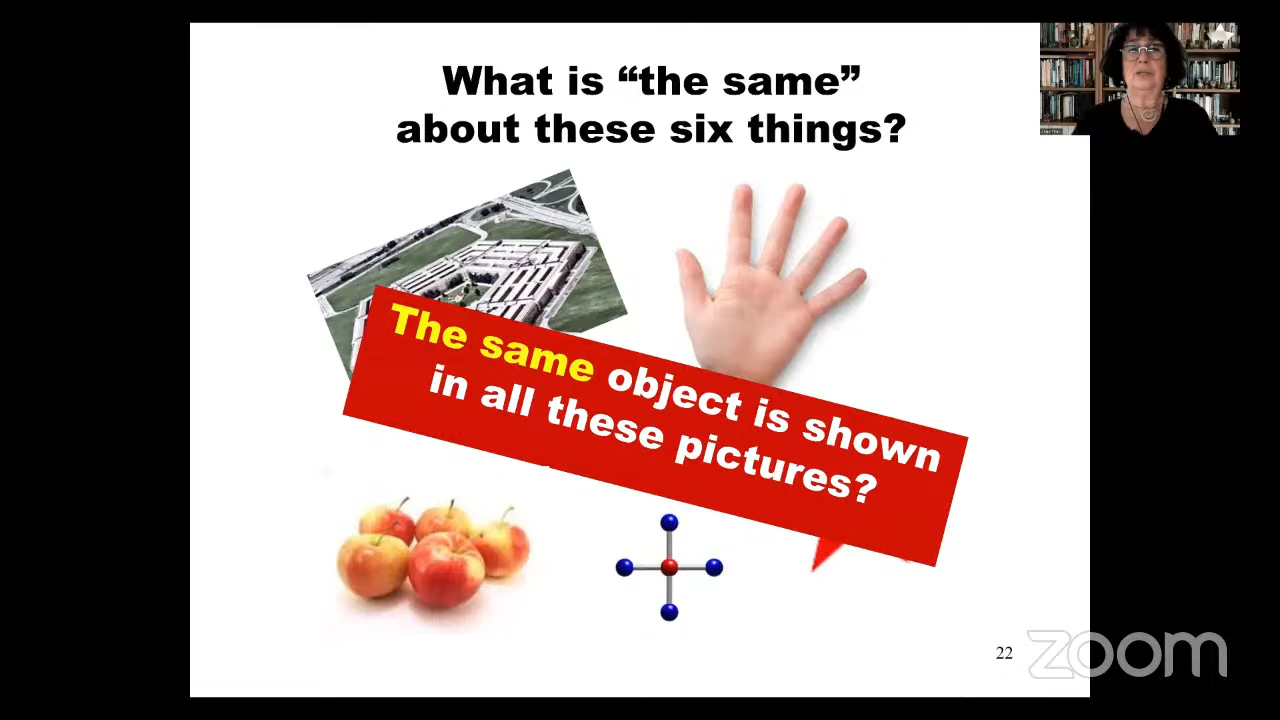 What is “the same”
about these six things?
The same object is shown
in all these pictures?
22
zoom